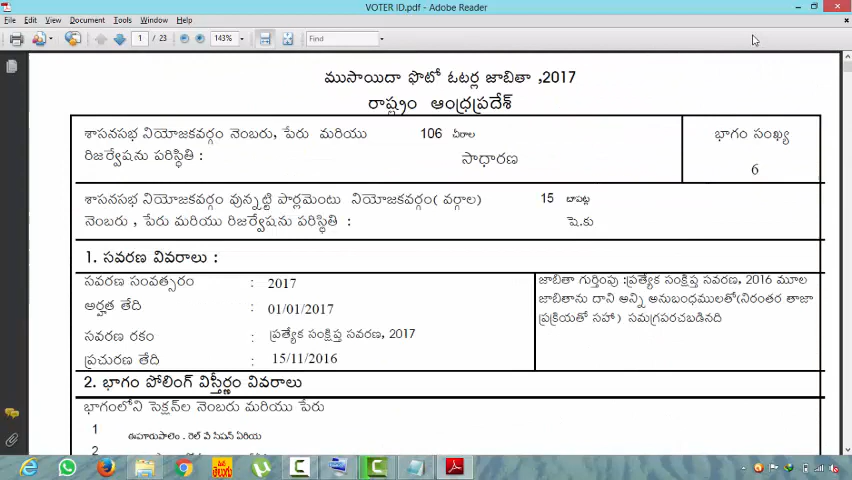 VOTER ID.pdf - Adobe Reader
File Edit View Document Tools Window Help
1 / 23 143% Find
ముసాయిదా ఫొటో ఓటర్ల జాబితా ,2017
రాష్ట్రం ఆంధ్రప్రదేశ్
శాసనసభ నియోజకవర్గం నెంబరు, పేరు మరియు 106 చీరాల భాగం సంఖ్య
రిజర్వేషను పరిస్థితి : సాధారణ 6
శాసనసభ నియోజకవర్గం వున్నట్టి పార్లమెంటు నియోజకవర్గం( వర్గాల) 15 బాపట్ల
నెంబరు , పేరు మరియు రిజర్వేషను పరిస్థితి : షె.కు
1. సవరణ వివరాలు :
సవరణ సంవత్సరం : 2017
అర్హత తేది : 01/01/2017
సవరణ రకం : ప్రత్యేక సంక్షిప్త సవరణ, 2017
ప్రచురణ తేది : 15/11/2016
జాబితా గుర్తింపు :ప్రత్యేక సంక్షిప్త సవరణ, 2016 మూల
జాబితాను దాని అన్ని అనుబంధములతో(నిరంతర తాజా
ప్రక్రియతో సహా) సమగ్రపరచబడినది
2. భాగం పోలింగ్ విస్తీర్ణం వివరాలు
భాగంలోని సెక్షన్‌ల నెంబరు మరియు పేరు
1 ఈపూరుపాలెం . రైల్ వే స్టేషన్ ఏరియ
2
తెలుగు